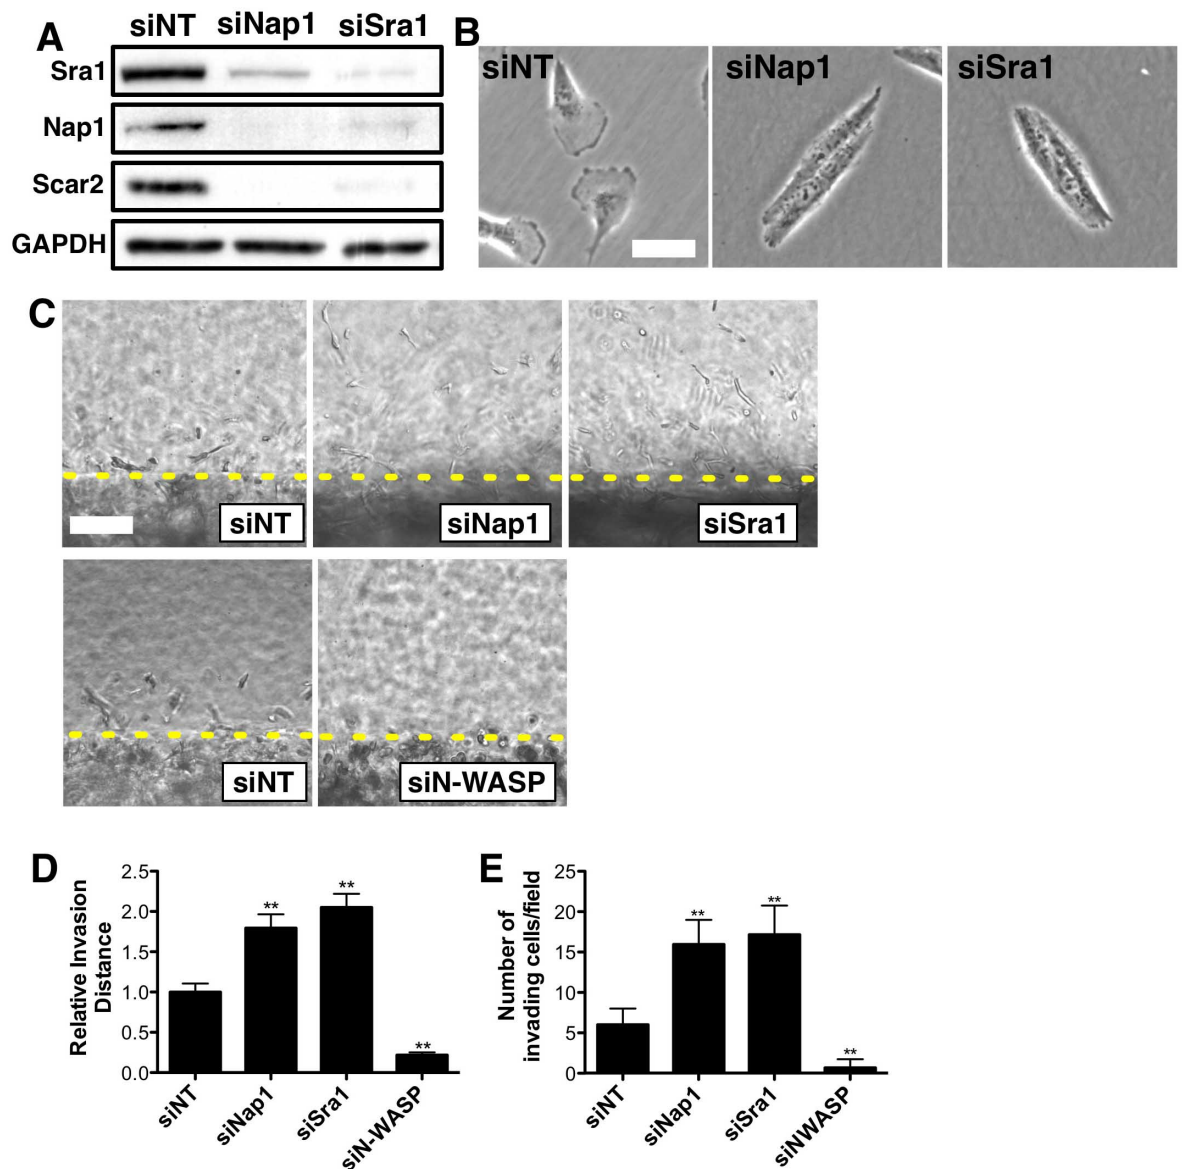 A
siNT siNap1 siSra1
Sra1
Nap1
Scar2
GAPDH
B
siNT
siNap1
siSra1
C
siNT
siNap1
siSra1
siNT
siN-WASP
D
Relative Invasion
Distance
2.5
2.0
1.5
1.0
0.5
0.0
**
**
**
siNT
siNap1
siSra1
siN-WASP
E
Number of
invading cells/field
25
20
15
10
5
0
**
**
**
siNT
siNap1
siSra1
siNWASP